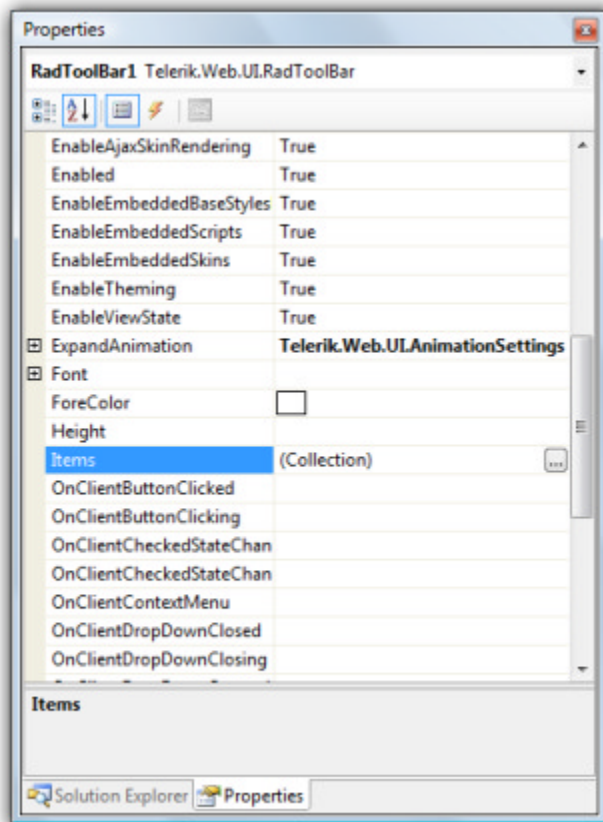 Properties
RadToolBar1 Telerik.Web.UI.RadToolBar
EnableAjaxSkinRendering True
Enabled True
EnableEmbeddedBaseStyles True
EnableEmbeddedScripts True
EnableEmbeddedSkins True
EnableTheming True
EnableViewState True
ExpandAnimation Telerik.Web.UI.AnimationSettings
Font
ForeColor
Height
Items (Collection) ...
OnClientButtonClicked
OnClientButtonClicking
OnClientCheckedStateChan
OnClientCheckedStateChan
OnClientContextMenu
OnClientDropDownClosed
OnClientDropDownClosing
Items
Solution Explorer Properties